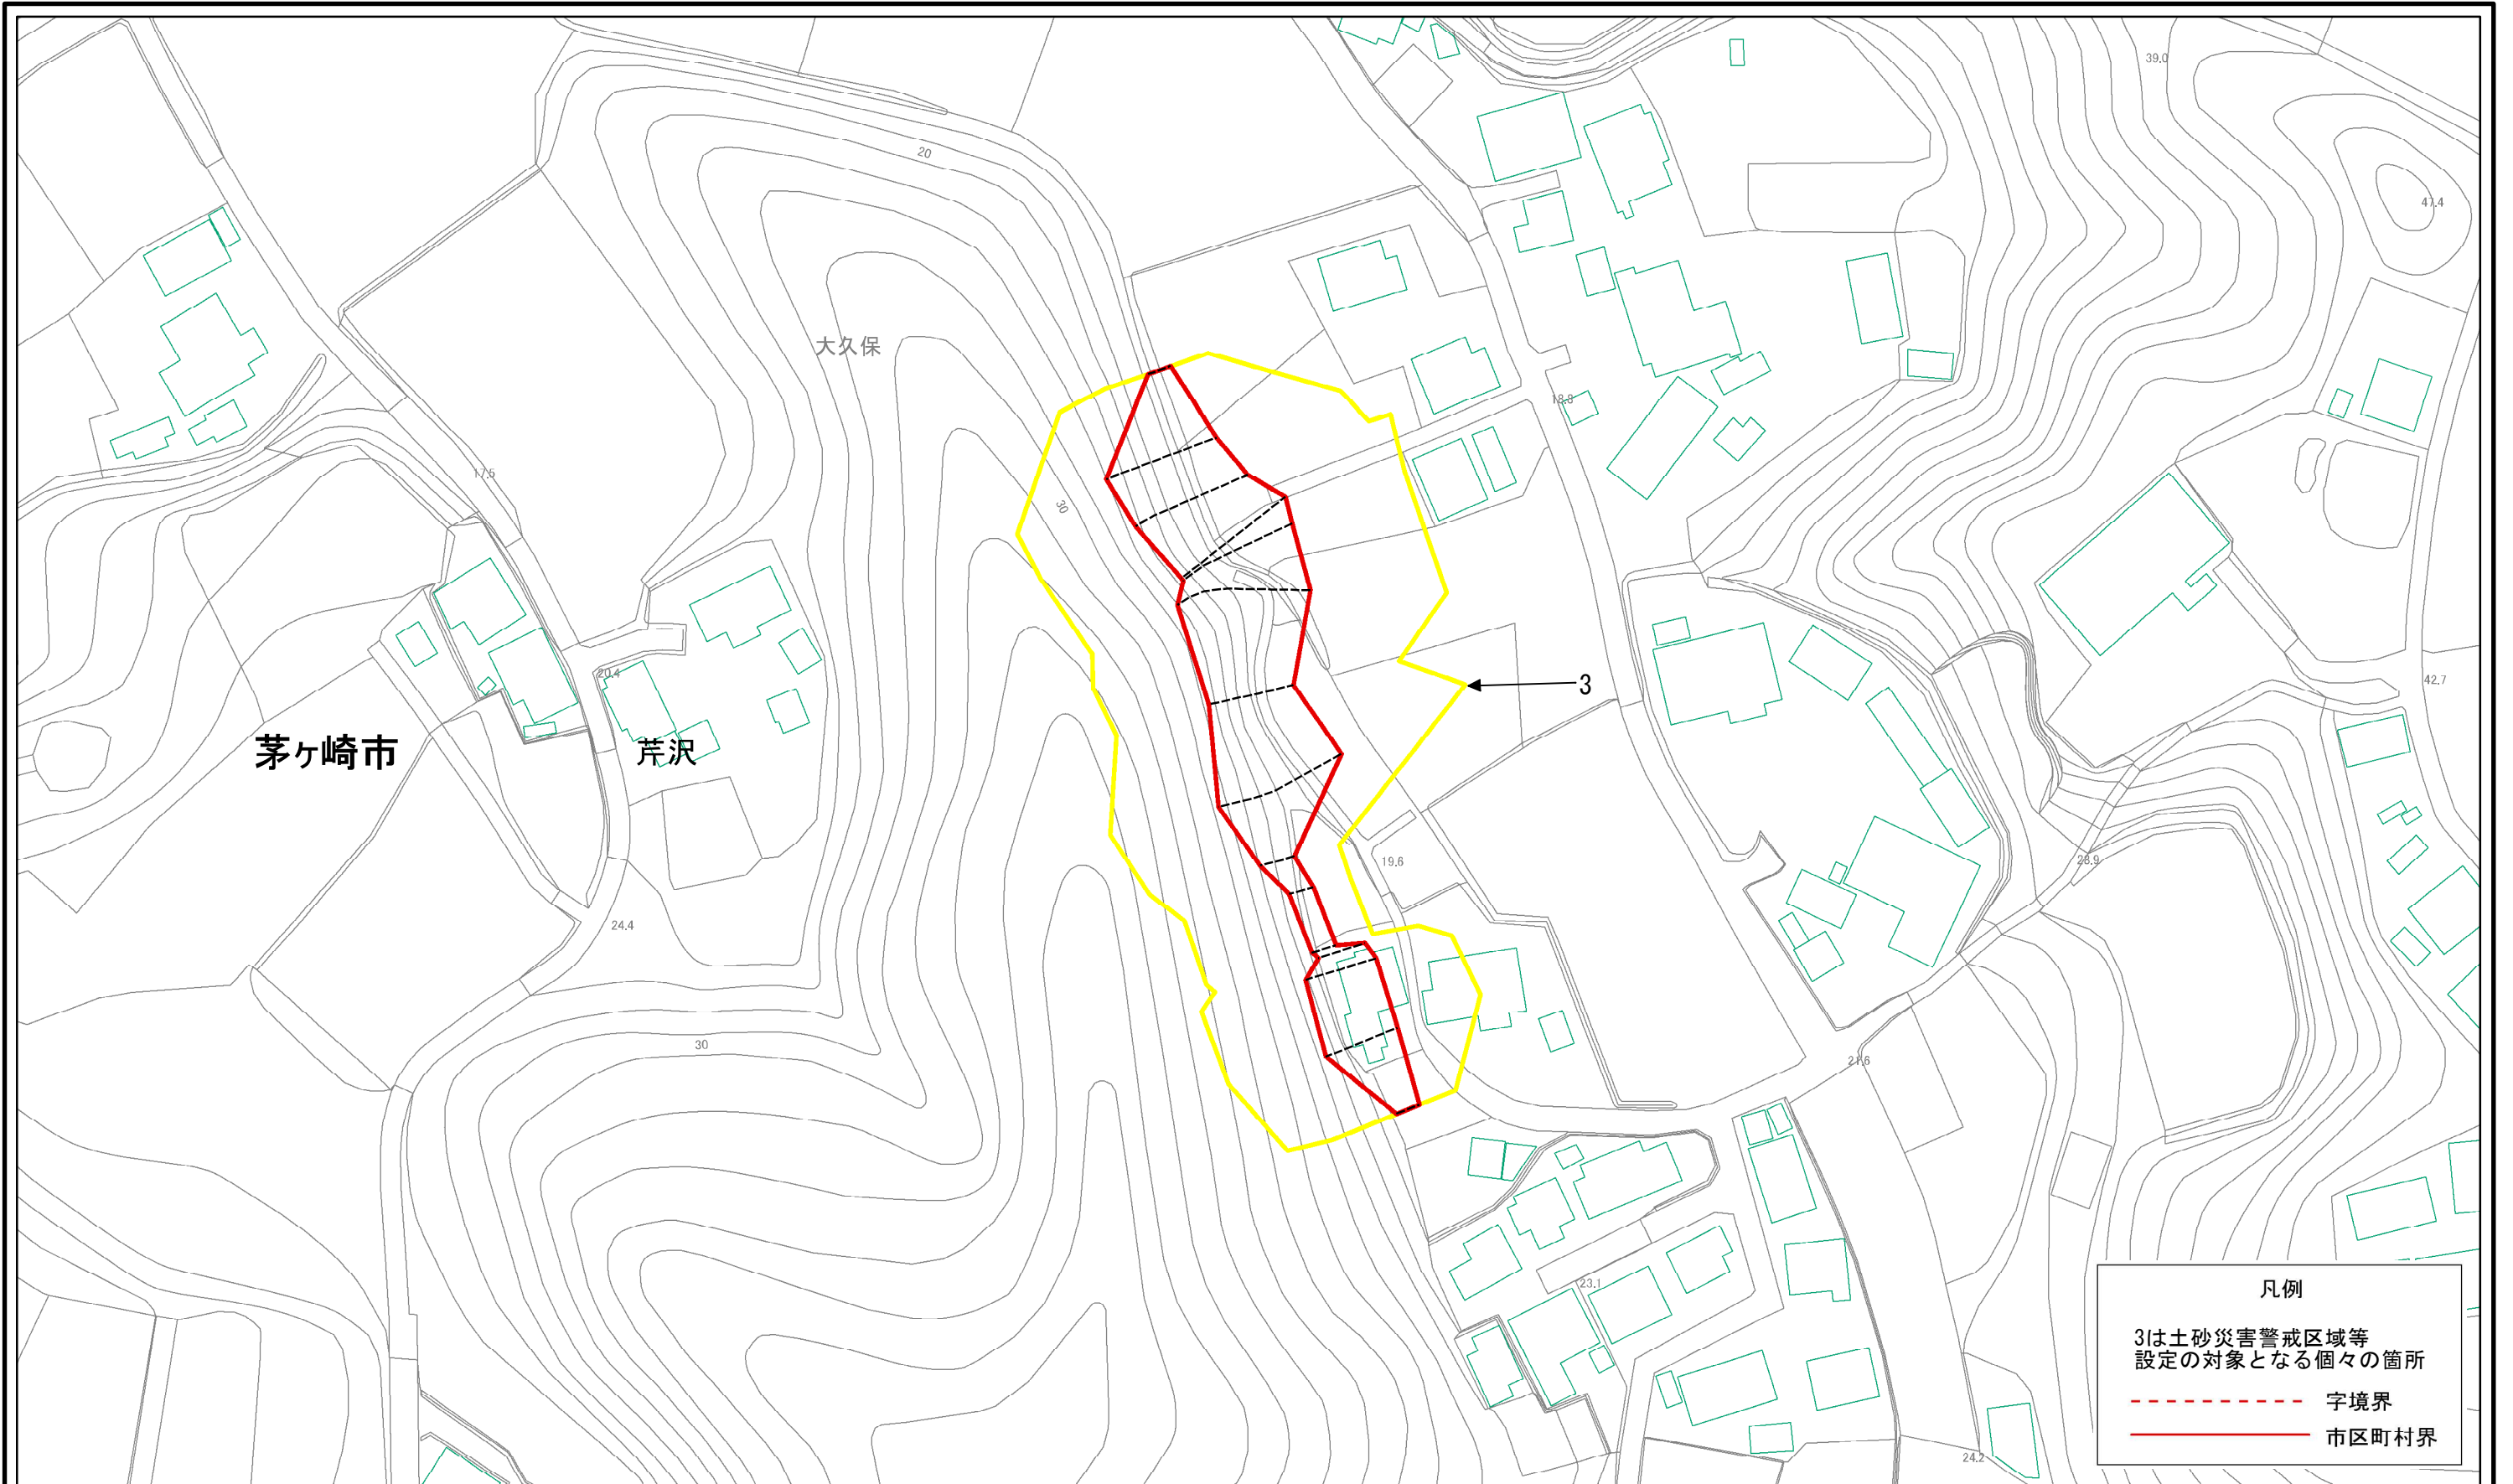 39.0
20
47.4
大久保
18.8
17.5
30
20.4
3
42.7
茅ヶ崎市
芹沢
19.6
28.9
24.4
30
21.6
23.1
凡例
3は土砂災害警戒区域等
設定の対象となる個々の箇所
字境界
市区町村界
24.2